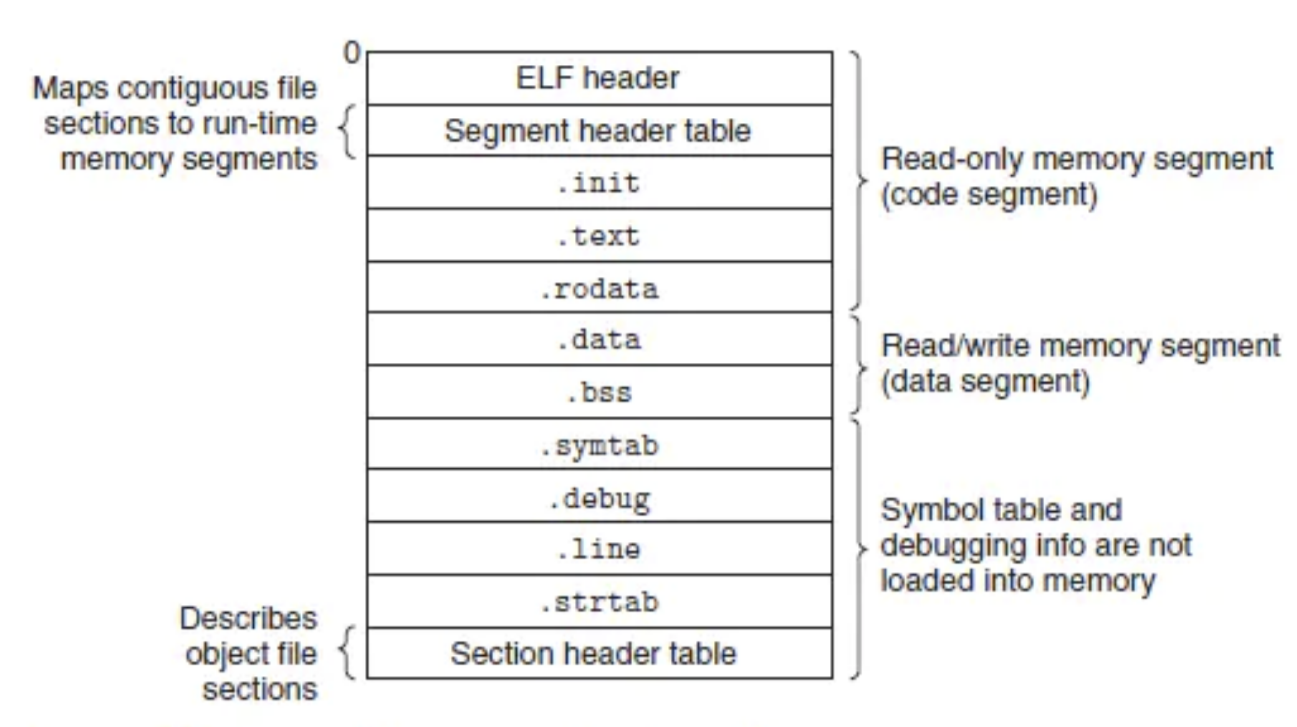 0
ELF header
Maps contiguous file
sections to run-time
memory segments
Segment header table
.init
.text
.rodata
Read-only memory segment
(code segment)
.data
.bss
Read/write memory segment
(data segment)
.symtab
.debug
.line
.strtab
Symbol table and
debugging info are not
loaded into memory
Describes
object file
sections
Section header table